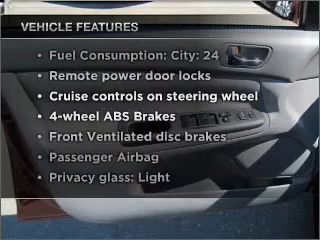 VEHICLE FEATURES
• Fuel Consumption: City: 24
• Remote power door locks
• Cruise controls on steering wheel
• 4-wheel ABS Brakes
• Front Ventilated disc brakes
• Passenger Airbag
• Privacy glass: Light